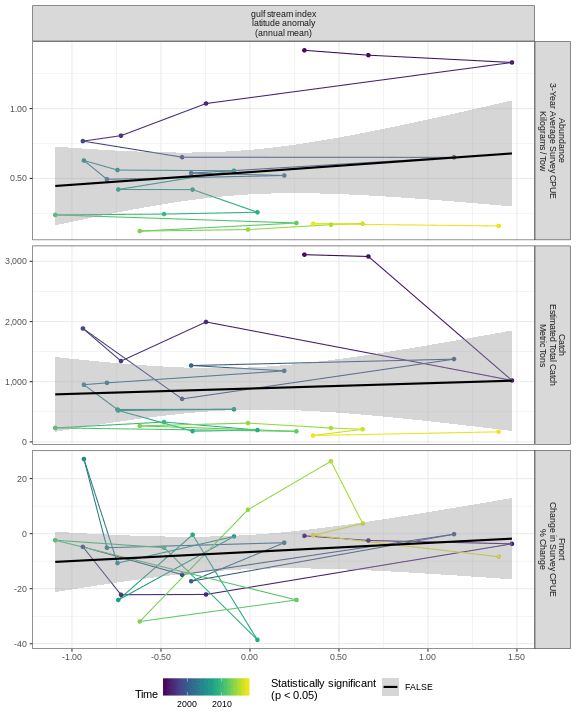 gulf stream index
latitude anomaly
(annual mean)
1.00
0.50
Abundance
3-Year Average Survey CPUE
Kilograms / Tow
3,000
2,000
1,000
0
Catch
Estimated Total Catch
Metric Tons
20
0
-20
-40
Fmort
Change in Survey CPUE
% Change
-1.00
-0.50
0.00
0.50
1.00
1.50
Time
2000
2010
Statistically significant
(p < 0.05)
FALSE